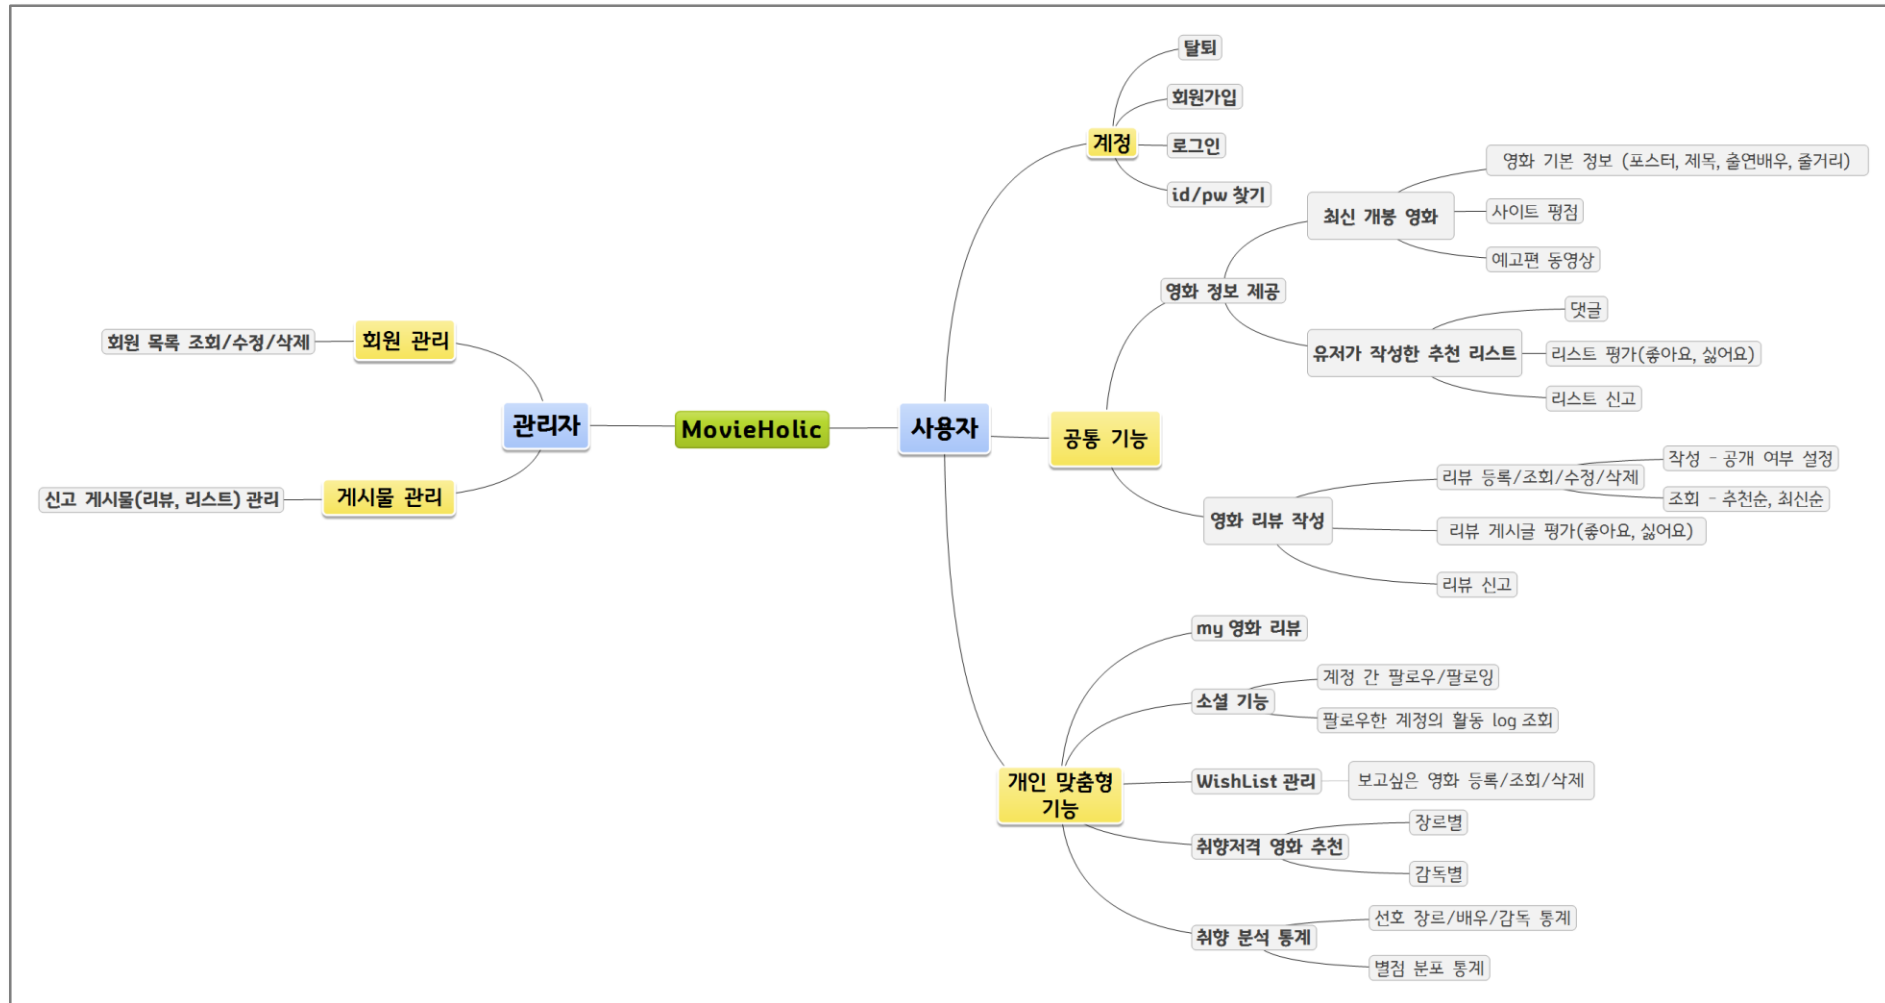 MovieHolic
관리자
회원 관리
회원 목록 조회/수정/삭제
게시물 관리
신고 게시물(리뷰, 리스트) 관리
사용자
계정
탈퇴
회원가입
로그인
id/pw 찾기
공통 기능
영화 정보 제공
최신 개봉 영화
영화 기본 정보 (포스터, 제목, 출연배우, 줄거리)
사이트 평점
예고편 동영상
유저가 작성한 추천 리스트
댓글
리스트 평가(좋아요, 싫어요)
리스트 신고
영화 리뷰 작성
리뷰 등록/조회/수정/삭제
작성 - 공개 여부 설정
조회 - 추천순, 최신순
리뷰 게시글 평가(좋아요, 싫어요)
리뷰 신고
개인 맞춤형
기능
my 영화 리뷰
소셜 기능
계정 간 팔로우/팔로잉
팔로우한 계정의 활동 log 조회
WishList 관리
보고싶은 영화 등록/조회/삭제
취향저격 영화 추천
장르별
감독별
취향 분석 통계
선호 장르/배우/감독 통계
별점 분포 통계